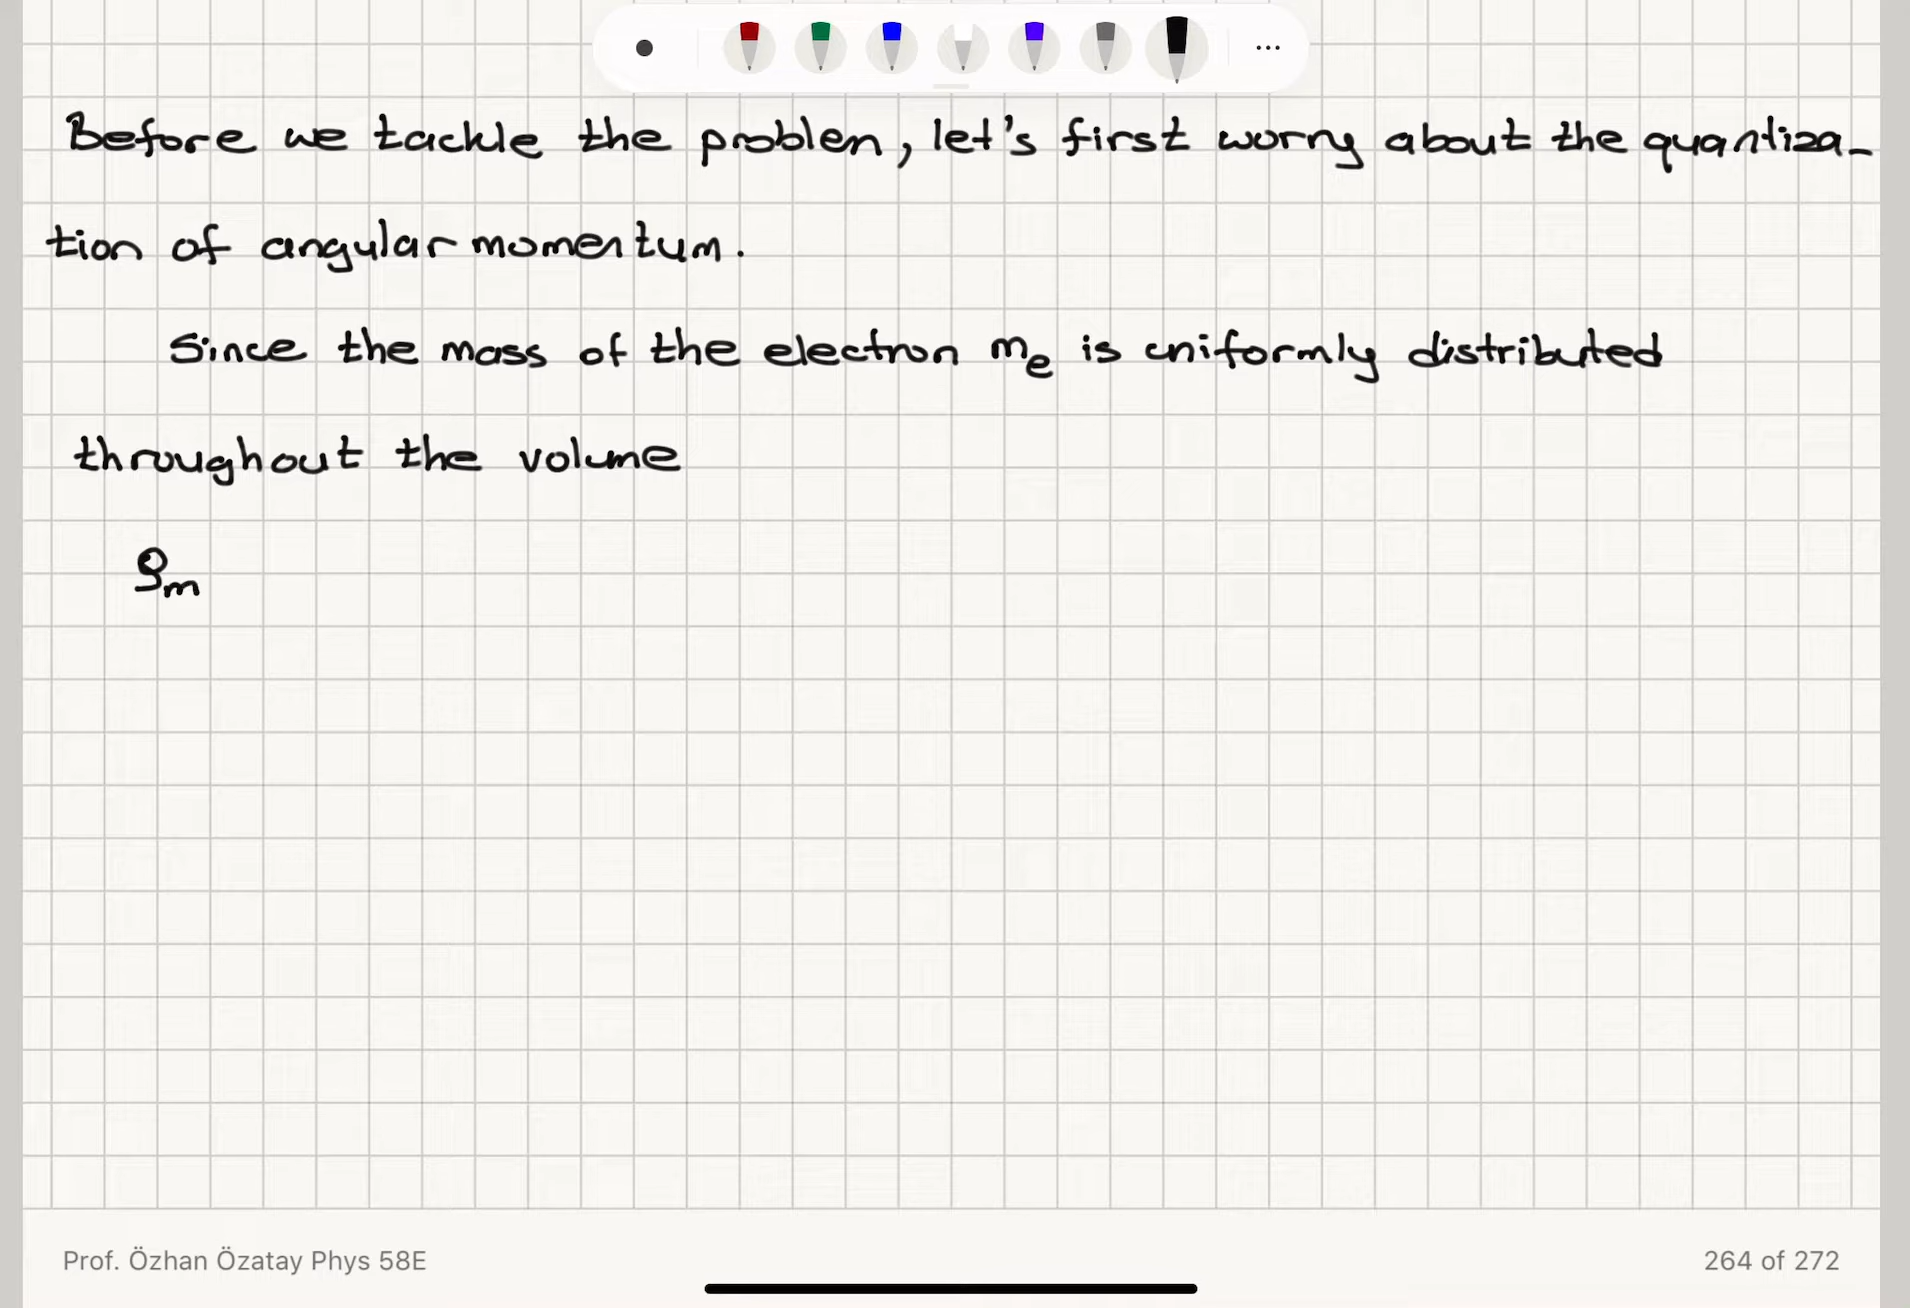 Before we tackle the problem, let's first worry about the quantiza-
tion of angular momentum.
Since the mass of the electron me is uniformly distributed
throughout the volume
ρm
Prof. Özhan Özatay Phys 58E
264 of 272